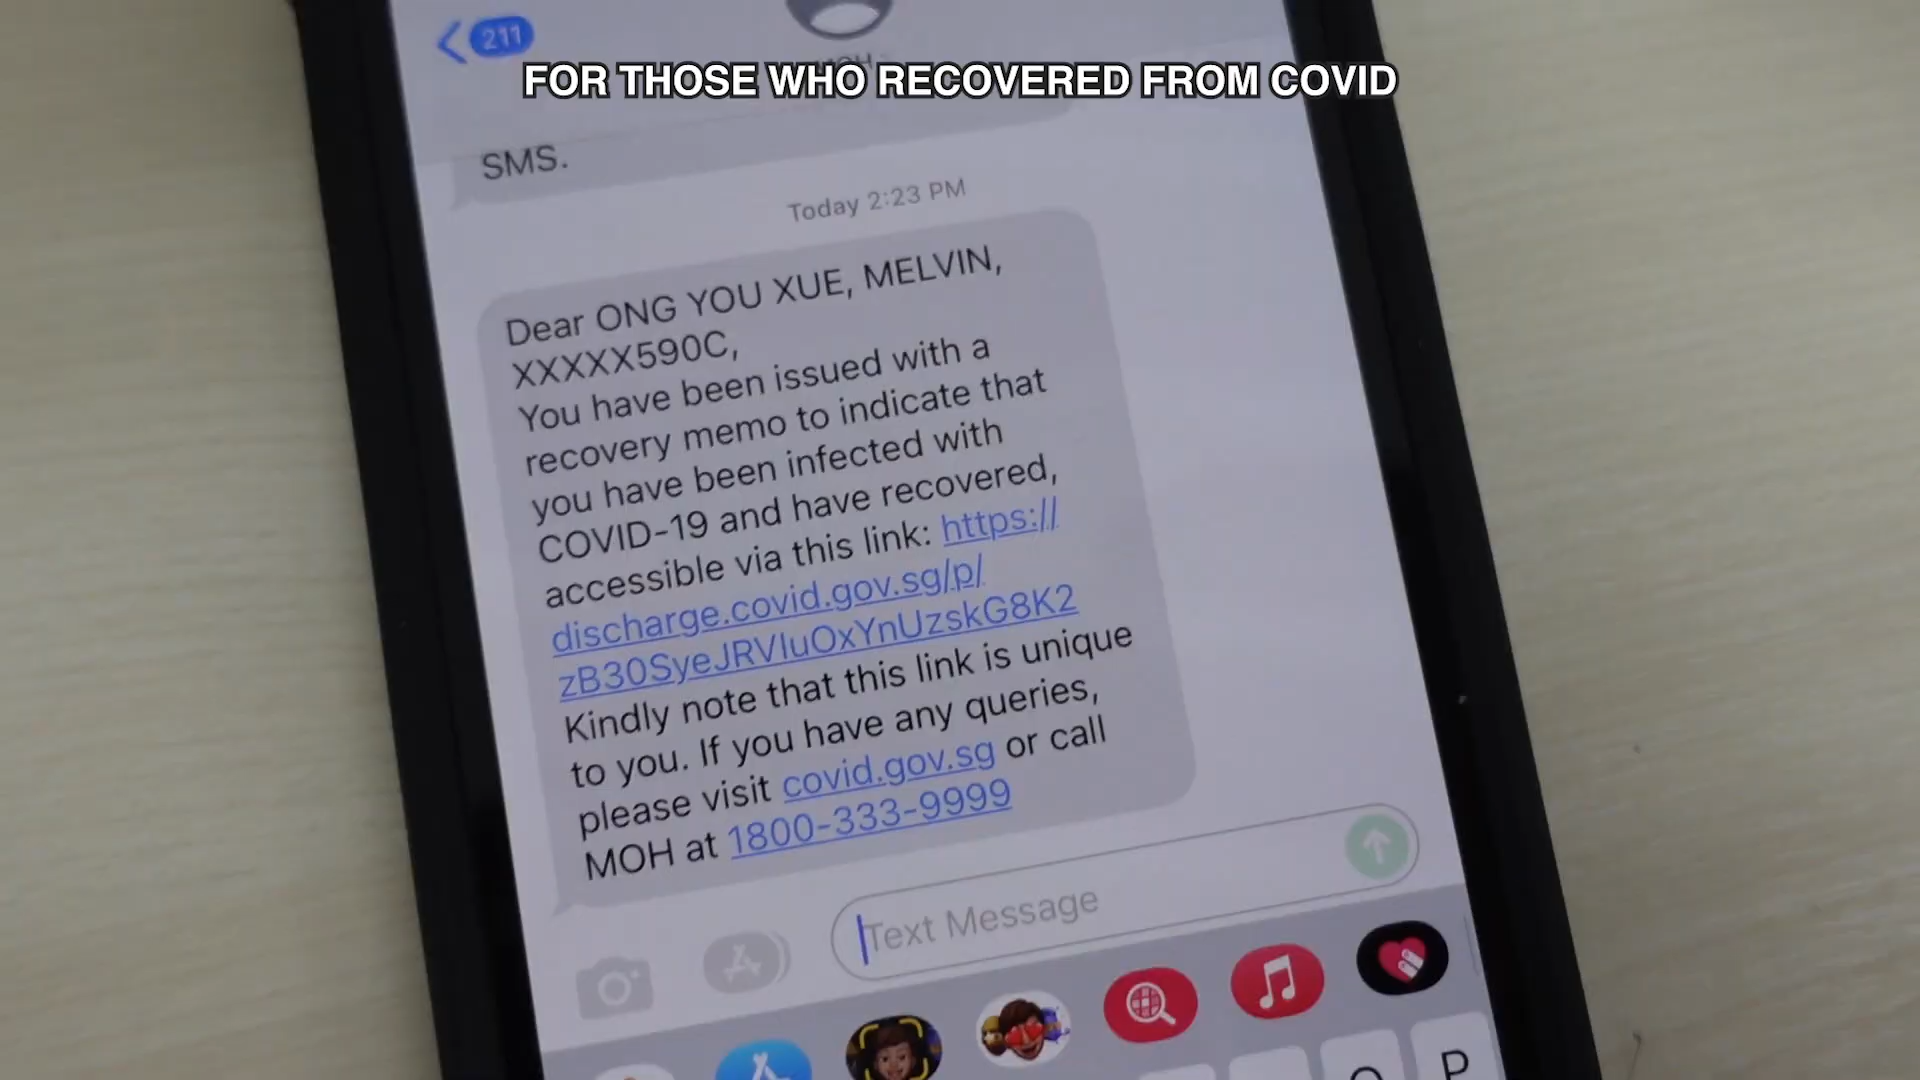 211
MOH
FOR THOSE WHO RECOVERED FROM COVID
SMS.
Today 2:23 PM
Dear ONG YOU XUE, MELVIN,
XXXXX590C,
You have been issued with a
recovery memo to indicate that
you have been infected with
COVID-19 and have recovered,
accessible via this link: https://
discharge.covid.gov.sg/p/
zB30SyeJRVIuOxYnUzskG8K2
Kindly note that this link is unique
to you. If you have any queries,
please visit covid.gov.sg or call
MOH at 1800-333-9999
Text Message
O P